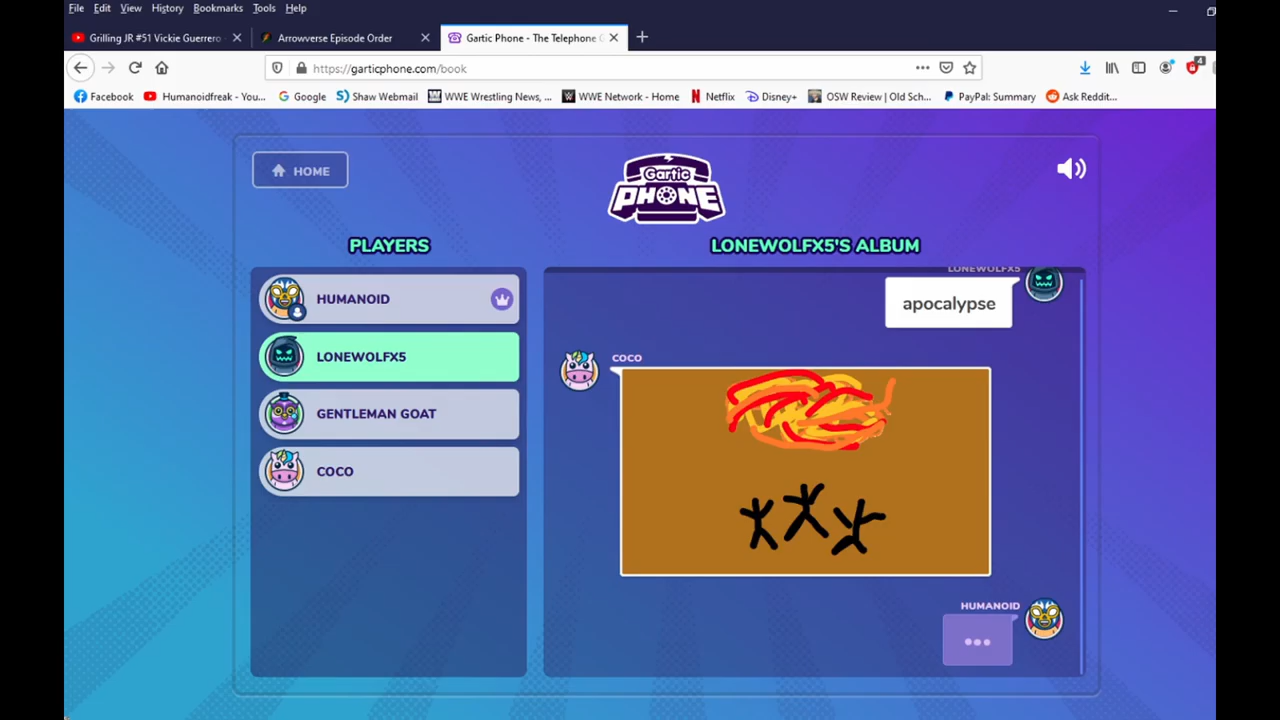 File Edit View History Bookmarks Tools Help
Grilling JR #51 Vickie Guerrero - Arrowverse Episode Order Gartic Phone - The Telephone
https://garticphone.com/book
4
Facebook Humanoidfreak - You... Google Shaw Webmail WWE Wrestling News, ... WWE Network - Home Netflix Disney+ OSW Review | Old Sch... PayPal: Summary Ask Reddit...
HOME
Gartic
PHONE
PLAYERS
LONEWOLFX5'S ALBUM
HUMANOID
LONEWOLFX5
GENTLEMAN GOAT
COCO
LONEWOLFX5
apocalypse
COCO
HUMANOID
...